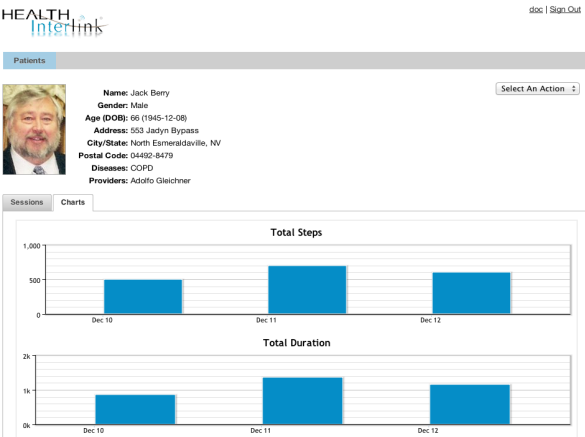 HEALTH
Interlink
doc | Sign Out
Patients
Select An Action
Name: Jack Berry
Gender: Male
Age (DOB): 66 (1945-12-08)
Address: 553 Jadyn Bypass
City/State: North Esmeraldaville, NV
Postal Code: 04492-8479
Diseases: COPD
Providers: Adolfo Gleichner
Sessions Charts
Total Steps
1,000
500
0
Dec 10 Dec 11 Dec 12
Total Duration
2k
1k
0k
Dec 10 Dec 11 Dec 12